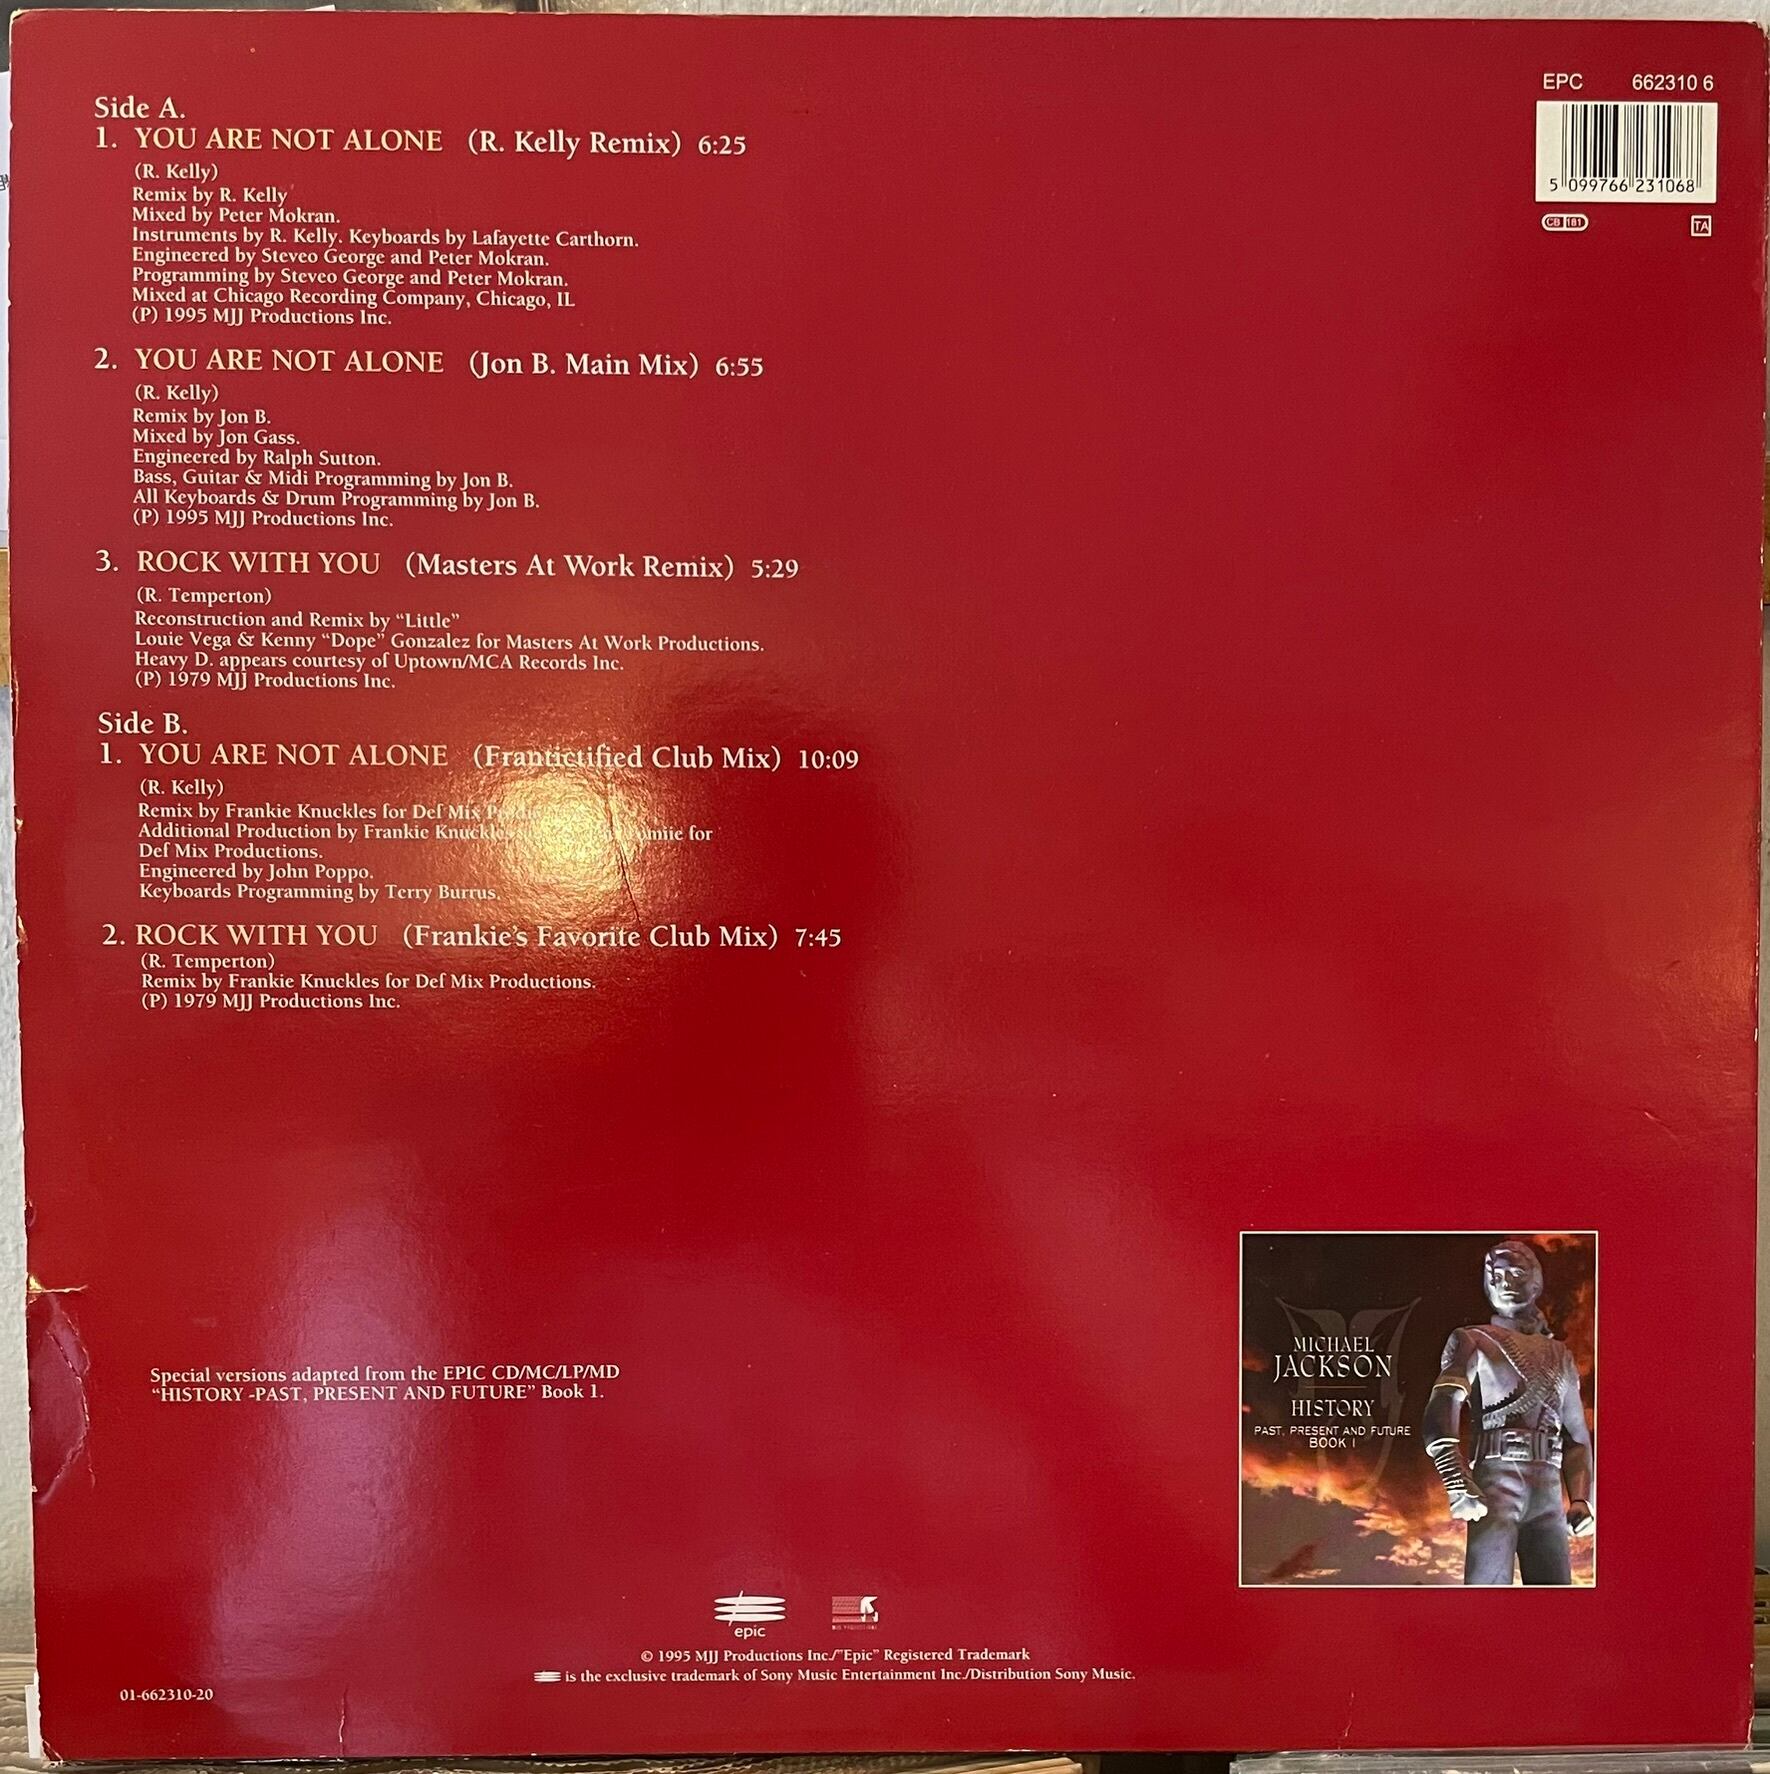 EPC 662310 6
5 099766 231068
CB 181
TA
Side A.
1. YOU ARE NOT ALONE (R. Kelly Remix) 6:25
(R. Kelly)
Remix by R. Kelly
Mixed by Peter Mokran.
Instruments by R. Kelly. Keyboards by Lafayette Carthorn.
Engineered by Steveo George and Peter Mokran.
Programming by Steveo George and Peter Mokran.
Mixed at Chicago Recording Company, Chicago, IL
(P) 1995 MJJ Productions Inc.
2. YOU ARE NOT ALONE (Jon B. Main Mix) 6:55
(R. Kelly)
Remix by Jon B.
Mixed by Jon Gass.
Engineered by Ralph Sutton.
Bass, Guitar & Midi Programming by Jon B.
All Keyboards & Drum Programming by Jon B.
(P) 1995 MJJ Productions Inc.
3. ROCK WITH YOU (Masters At Work Remix) 5:29
(R. Temperton)
Reconstruction and Remix by “Little”
Louie Vega & Kenny “Dope” Gonzalez for Masters At Work Productions.
Heavy D. appears courtesy of Uptown/MCA Records Inc.
(P) 1979 MJJ Productions Inc.
Side B.
1. YOU ARE NOT ALONE (Frantictified Club Mix) 10:09
(R. Kelly)
Remix by Frankie Knuckles for Def Mix
Additional Production by Frankie Knuckles for
Def Mix Productions.
Engineered by John Poppo.
Keyboards Programming by Terry Burrus.
2. ROCK WITH YOU (Frankie's Favorite Club Mix) 7:45
(R. Temperton)
Remix by Frankie Knuckles for Def Mix Productions.
(P) 1979 MJJ Productions Inc.
Special versions adapted from the EPIC CD/MC/LP/MD
“HISTORY -PAST, PRESENT AND FUTURE” Book 1.
MICHAEL
JACKSON
HISTORY
PAST, PRESENT AND FUTURE
BOOK I
epic
© 1995 MJJ Productions Inc./"Epic" Registered Trademark
is the exclusive trademark of Sony Music Entertainment Inc./Distribution Sony Music.
01-662310-20